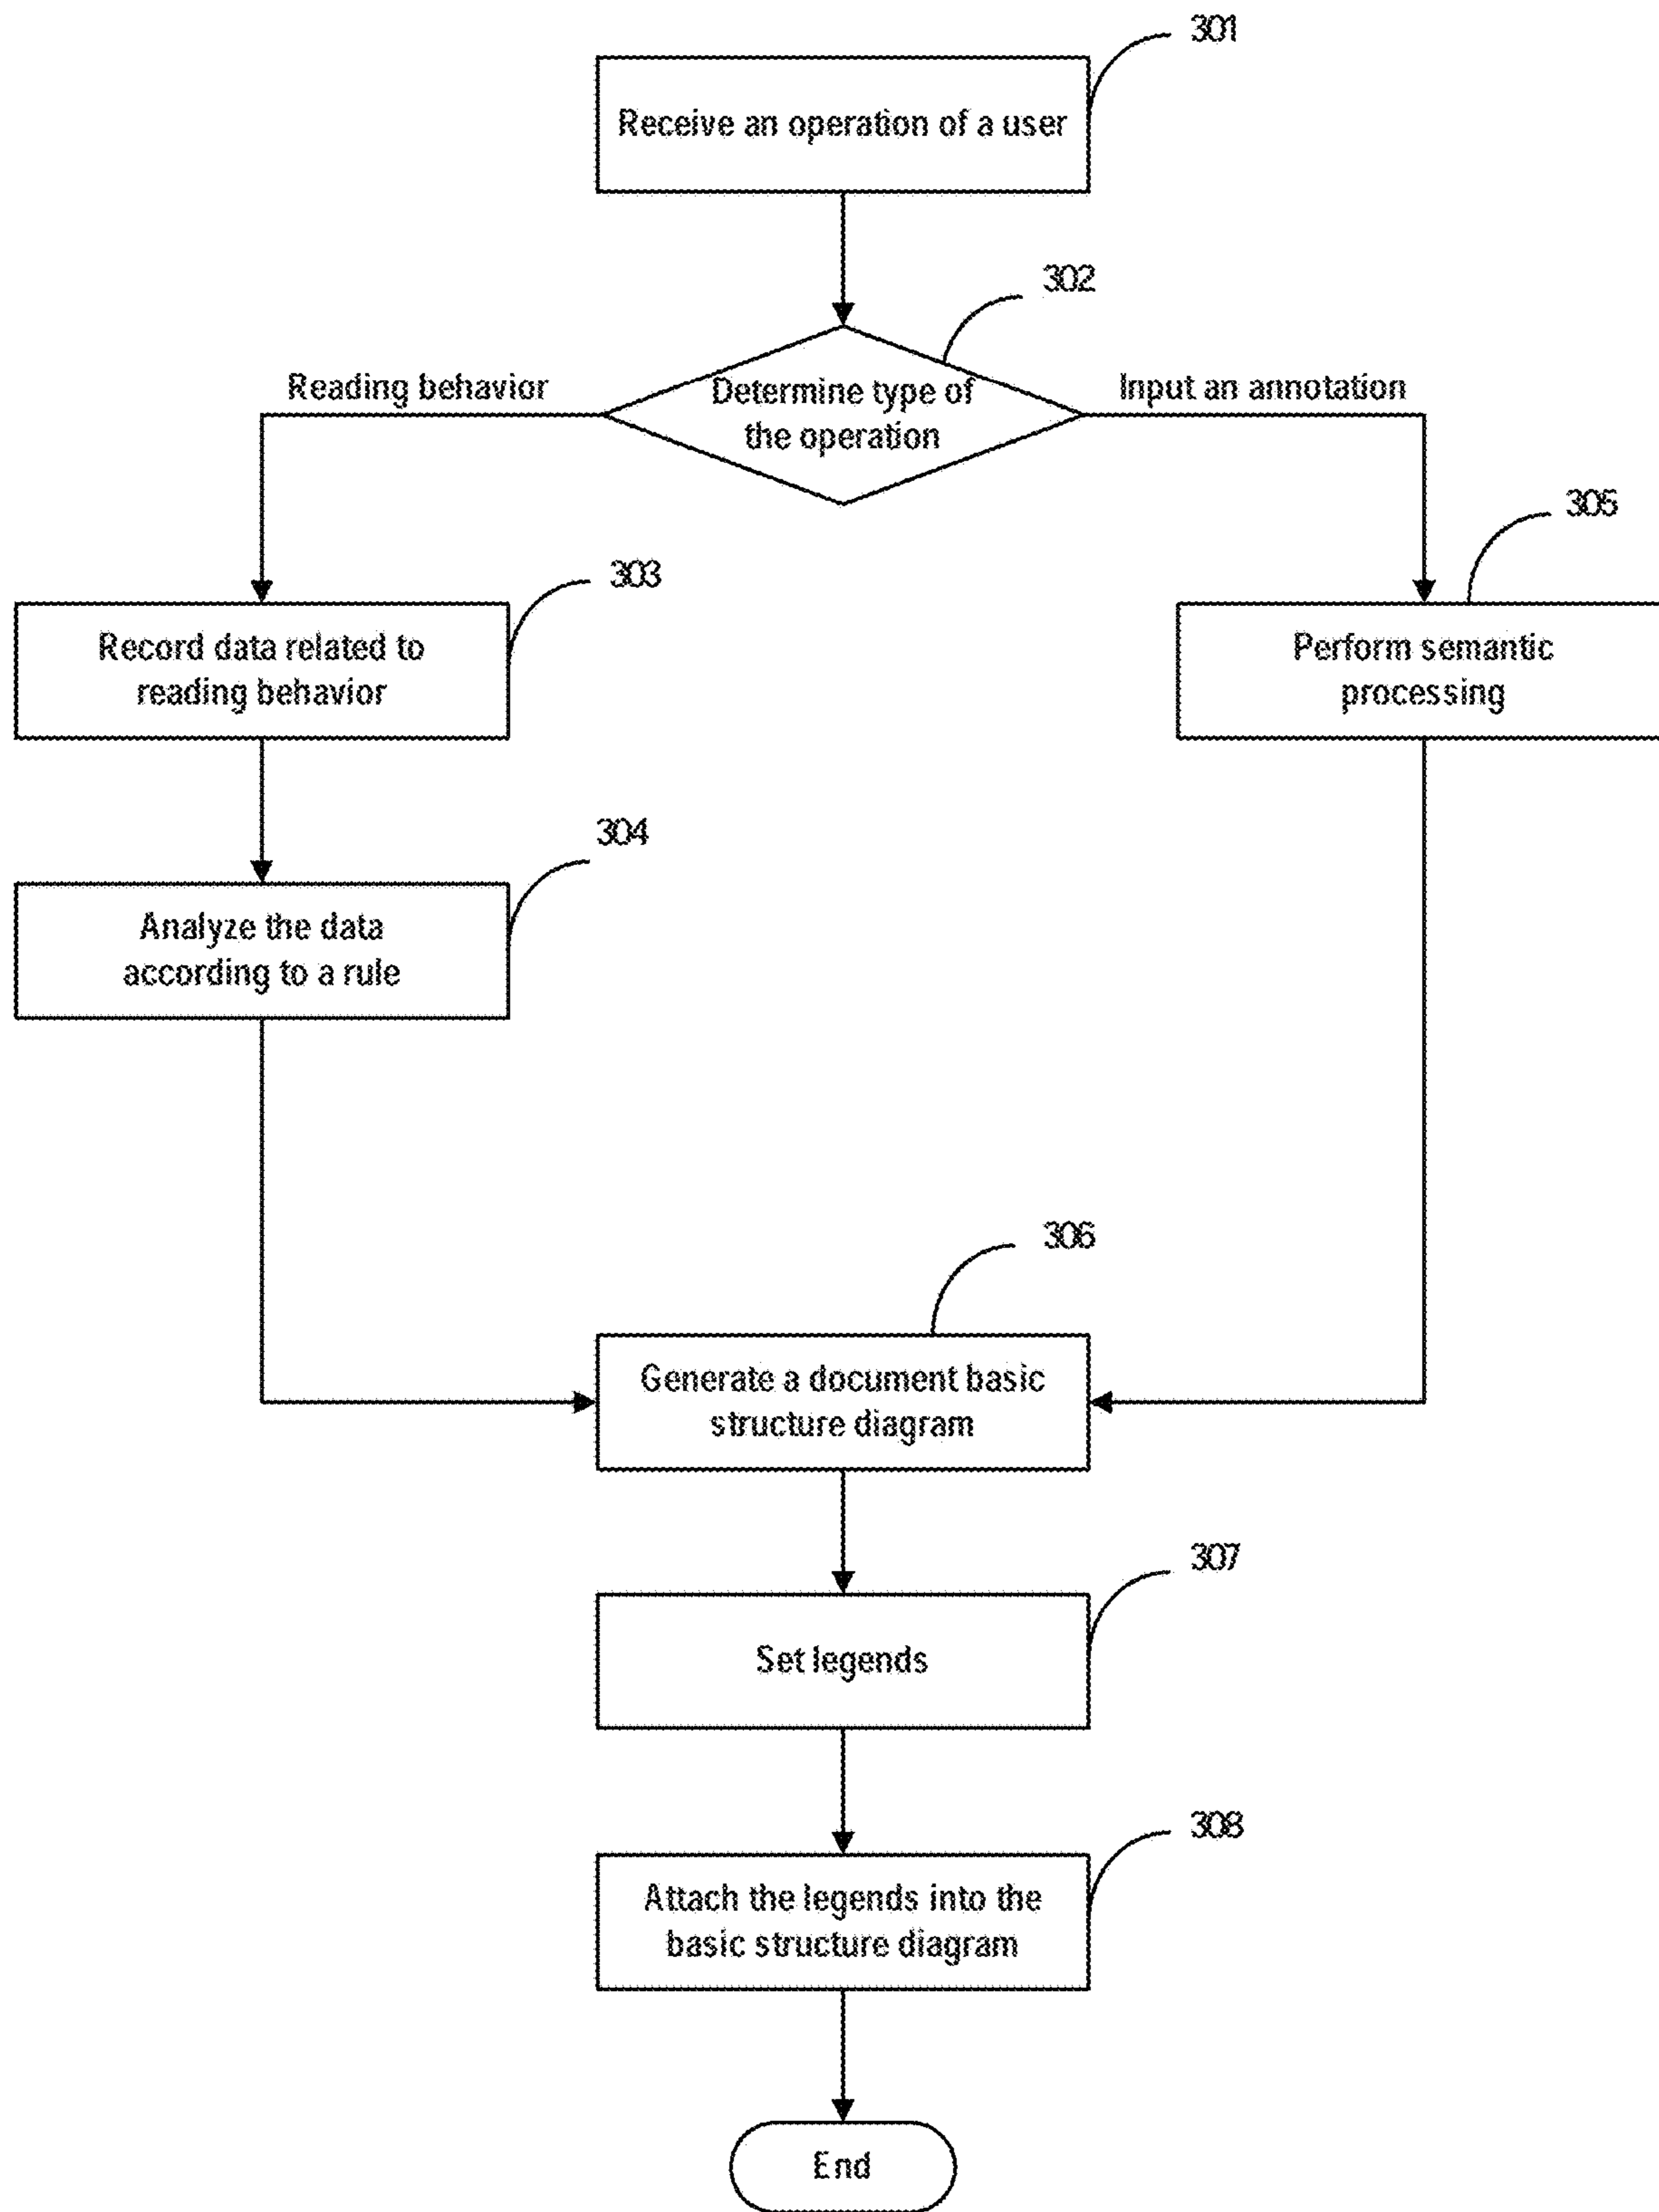 301
Receive an operation of a user
302
Reading behavior
Determine type of
the operation
Input an annotation
305
303
Record data related to
reading behavior
Perform semantic
processing
304
Analyze the data
according to a rule
306
Generate a document basic
structure diagram
307
Set legends
308
Attach the legends into the
basic structure diagram
End